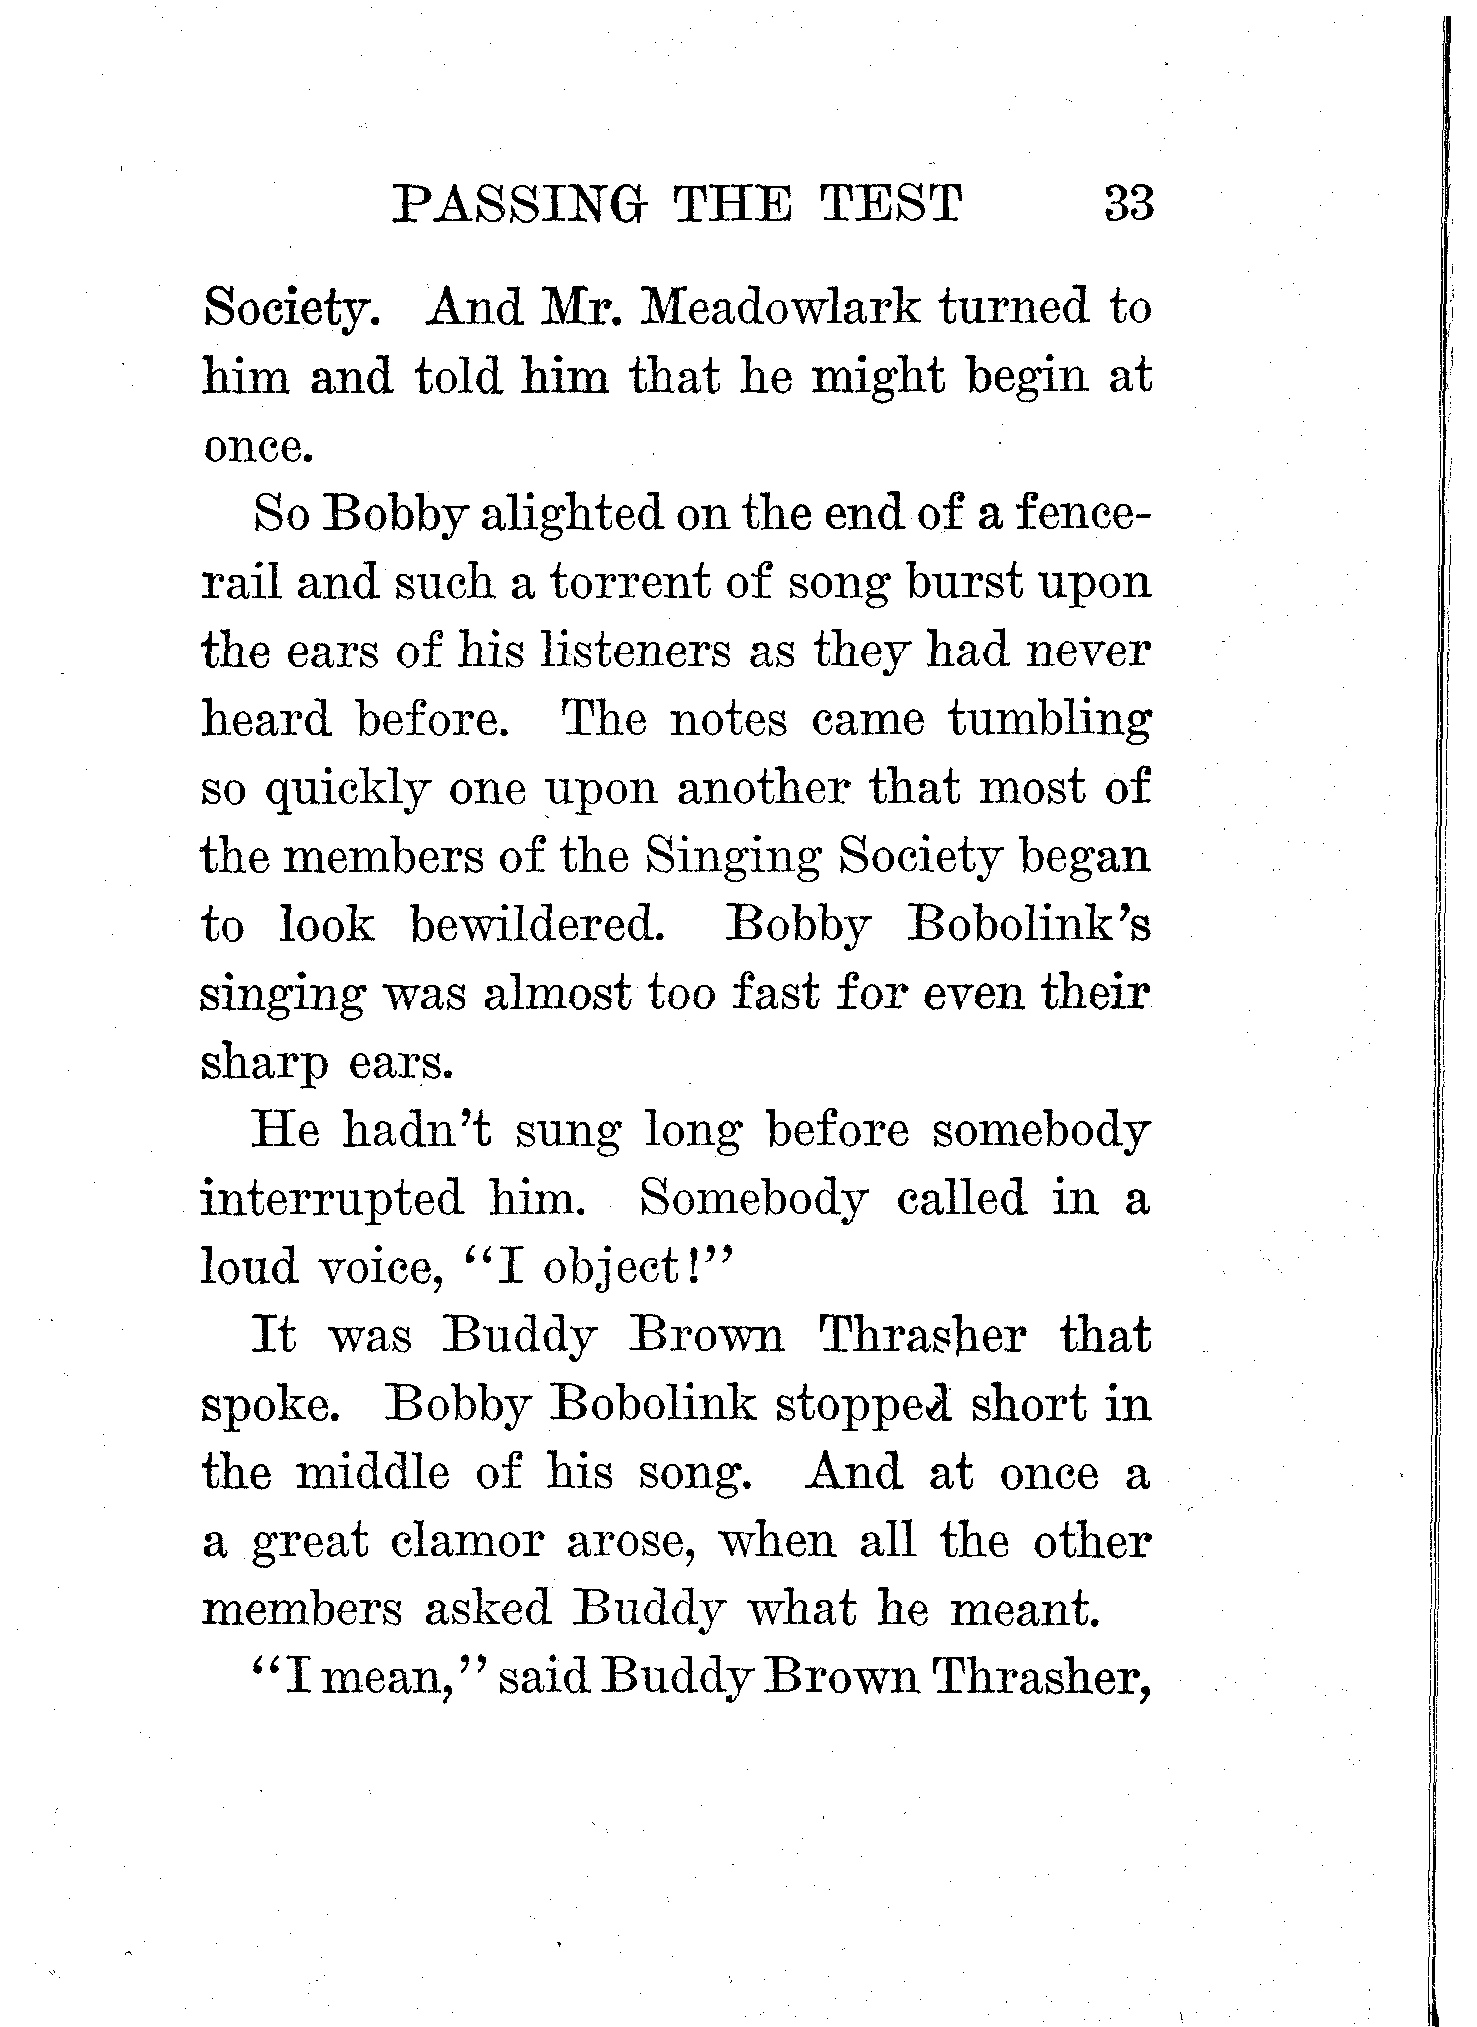 PASSING THE TEST 33
Society. And Mr. Meadowlark turned to
him and told him that he might begin at
once.
So Bobby alighted on the end of a fence-
rail and such a torrent of song burst upon
the ears of his listeners as they had never
heard before. The notes came tumbling
so quickly one upon another that most of
the members of the Singing Society began
to look bewildered. Bobby Bobolink's
singing was almost too fast for even their
sharp ears.
He hadn't sung long before somebody
interrupted him. Somebody called in a
loud voice, "I object!"
It was Buddy Brown Thrasher that
spoke. Bobby Bobolink stopped short in
the middle of his song. And at once a
a great clamor arose, when all the other
members asked Buddy what he meant.
"I mean," said Buddy Brown Thrasher,